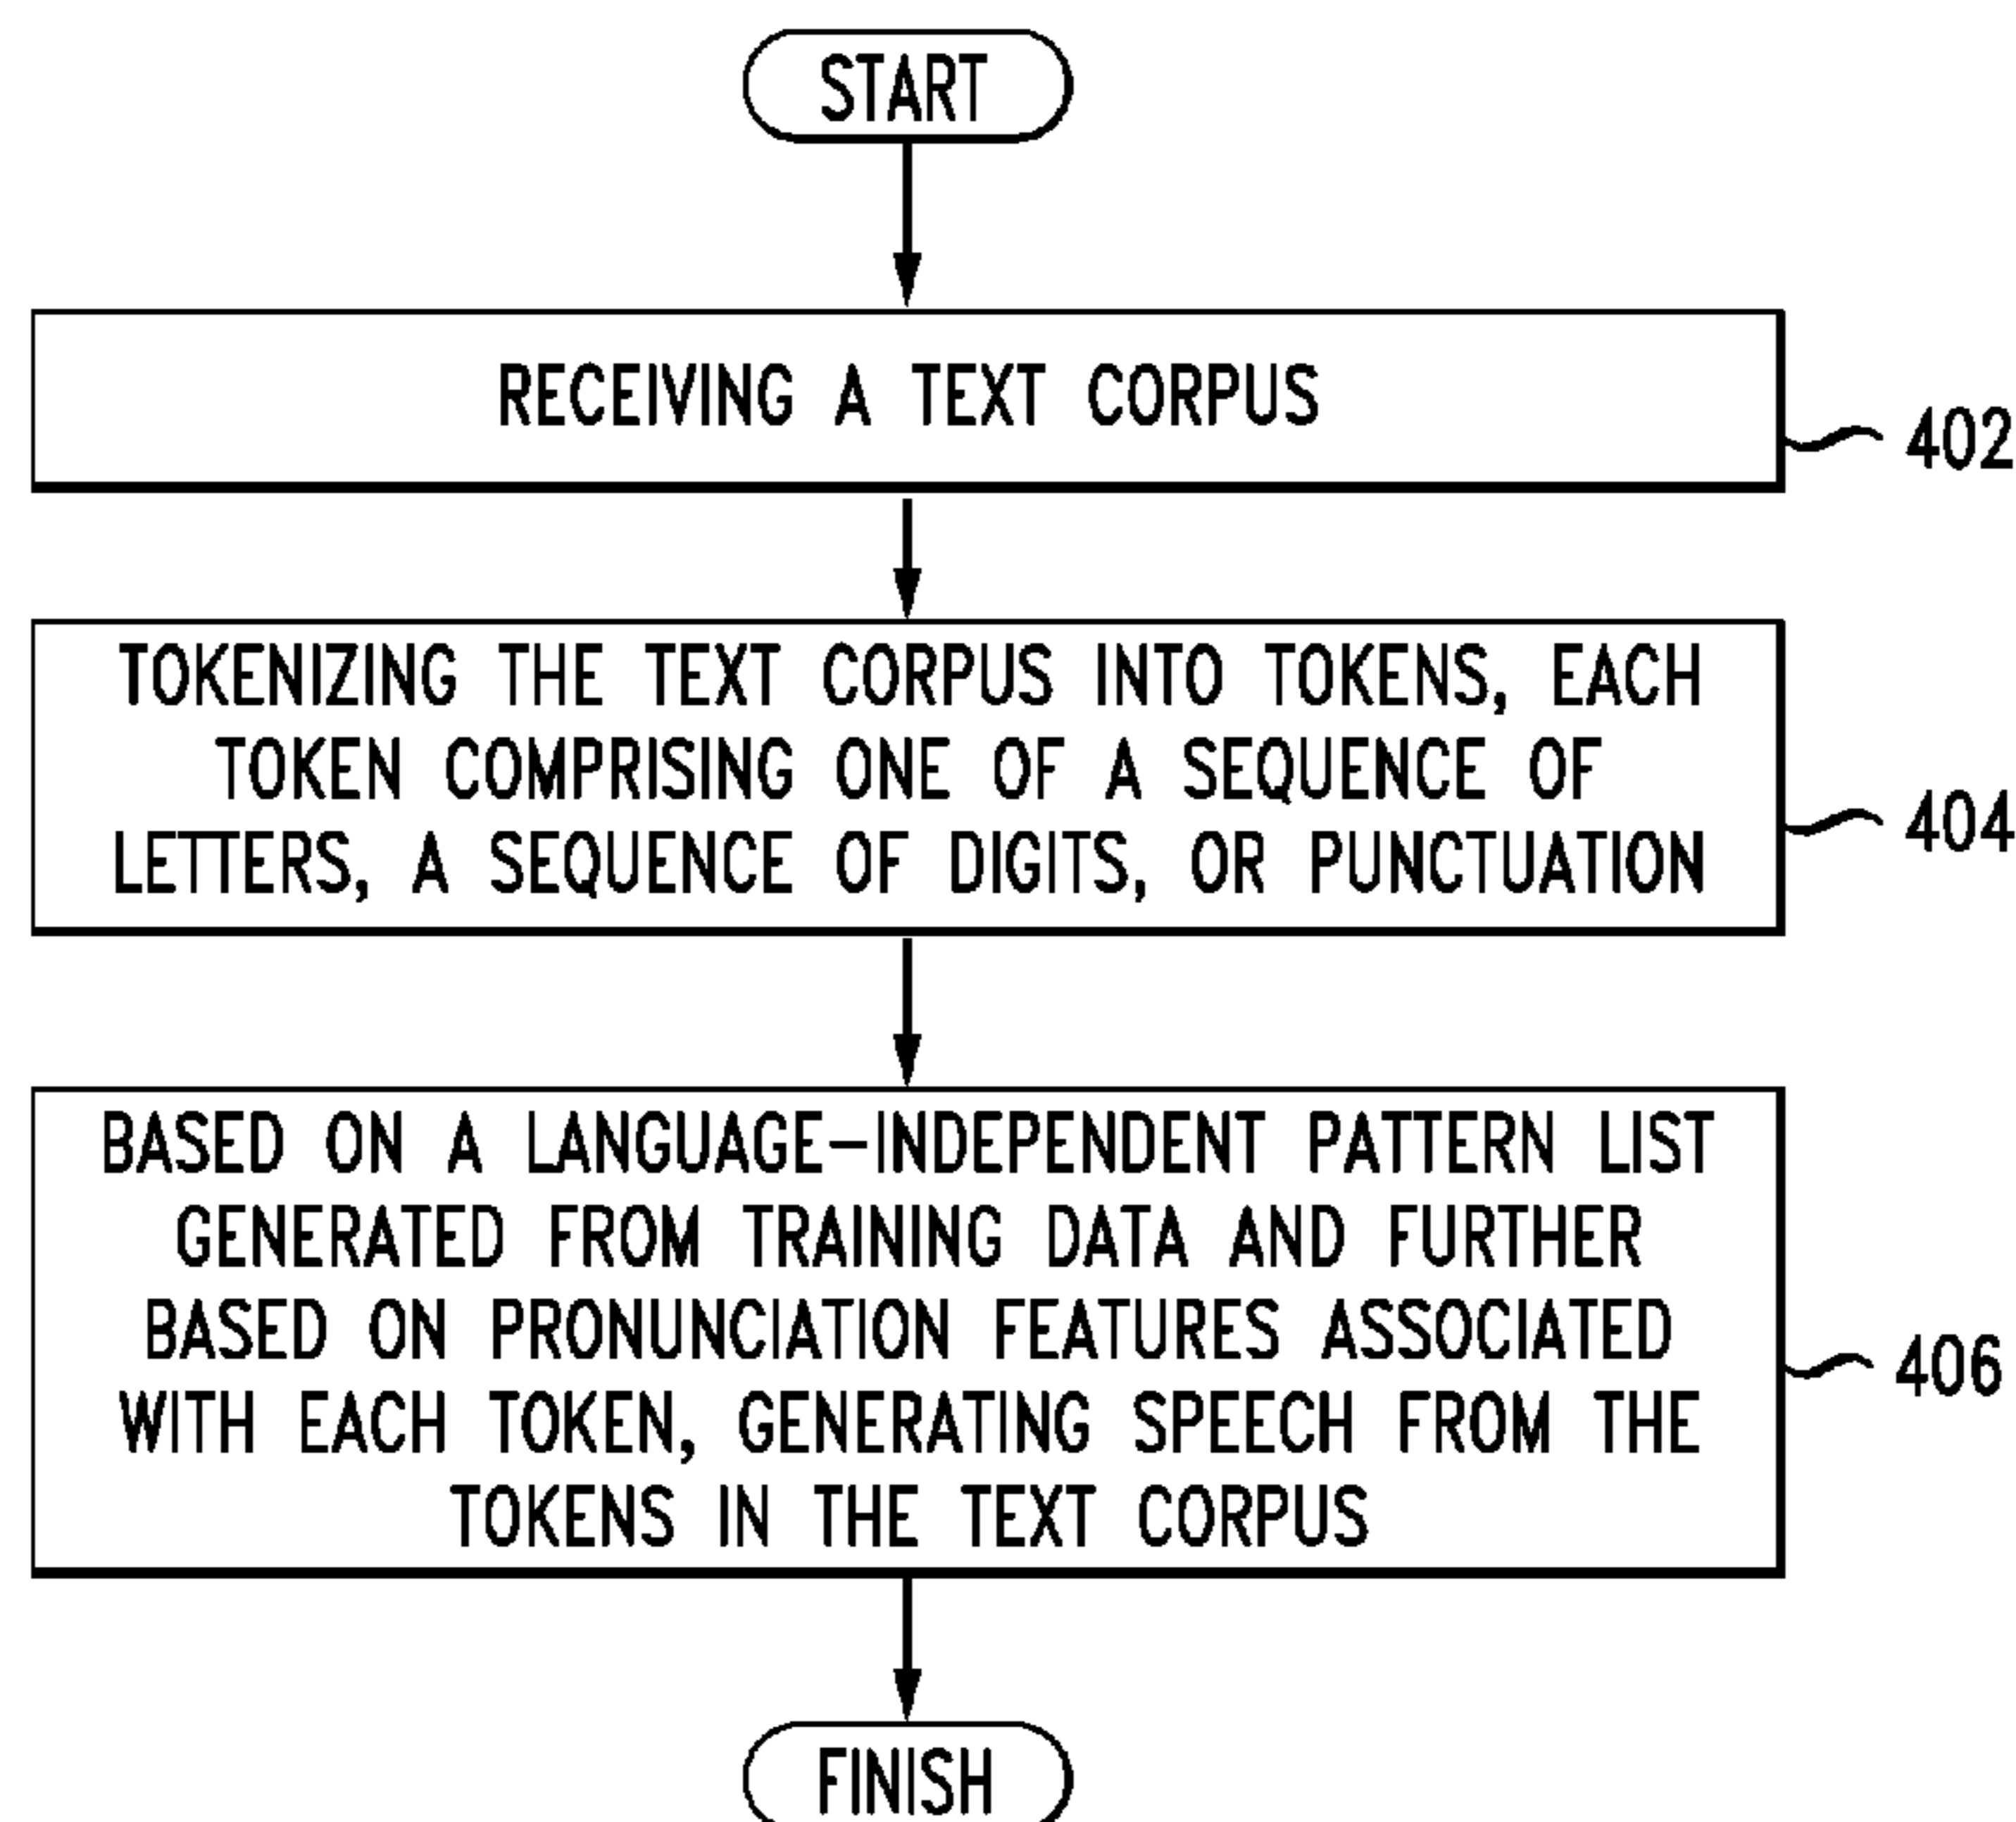 START
RECEIVING A TEXT CORPUS
402
TOKENIZING THE TEXT CORPUS INTO TOKENS, EACH
TOKEN COMPRISING ONE OF A SEQUENCE OF
LETTERS, A SEQUENCE OF DIGITS, OR PUNCTUATION
404
BASED ON A LANGUAGE-INDEPENDENT PATTERN LIST
GENERATED FROM TRAINING DATA AND FURTHER
BASED ON PRONUNCIATION FEATURES ASSOCIATED
WITH EACH TOKEN, GENERATING SPEECH FROM THE
TOKENS IN THE TEXT CORPUS
406
FINISH